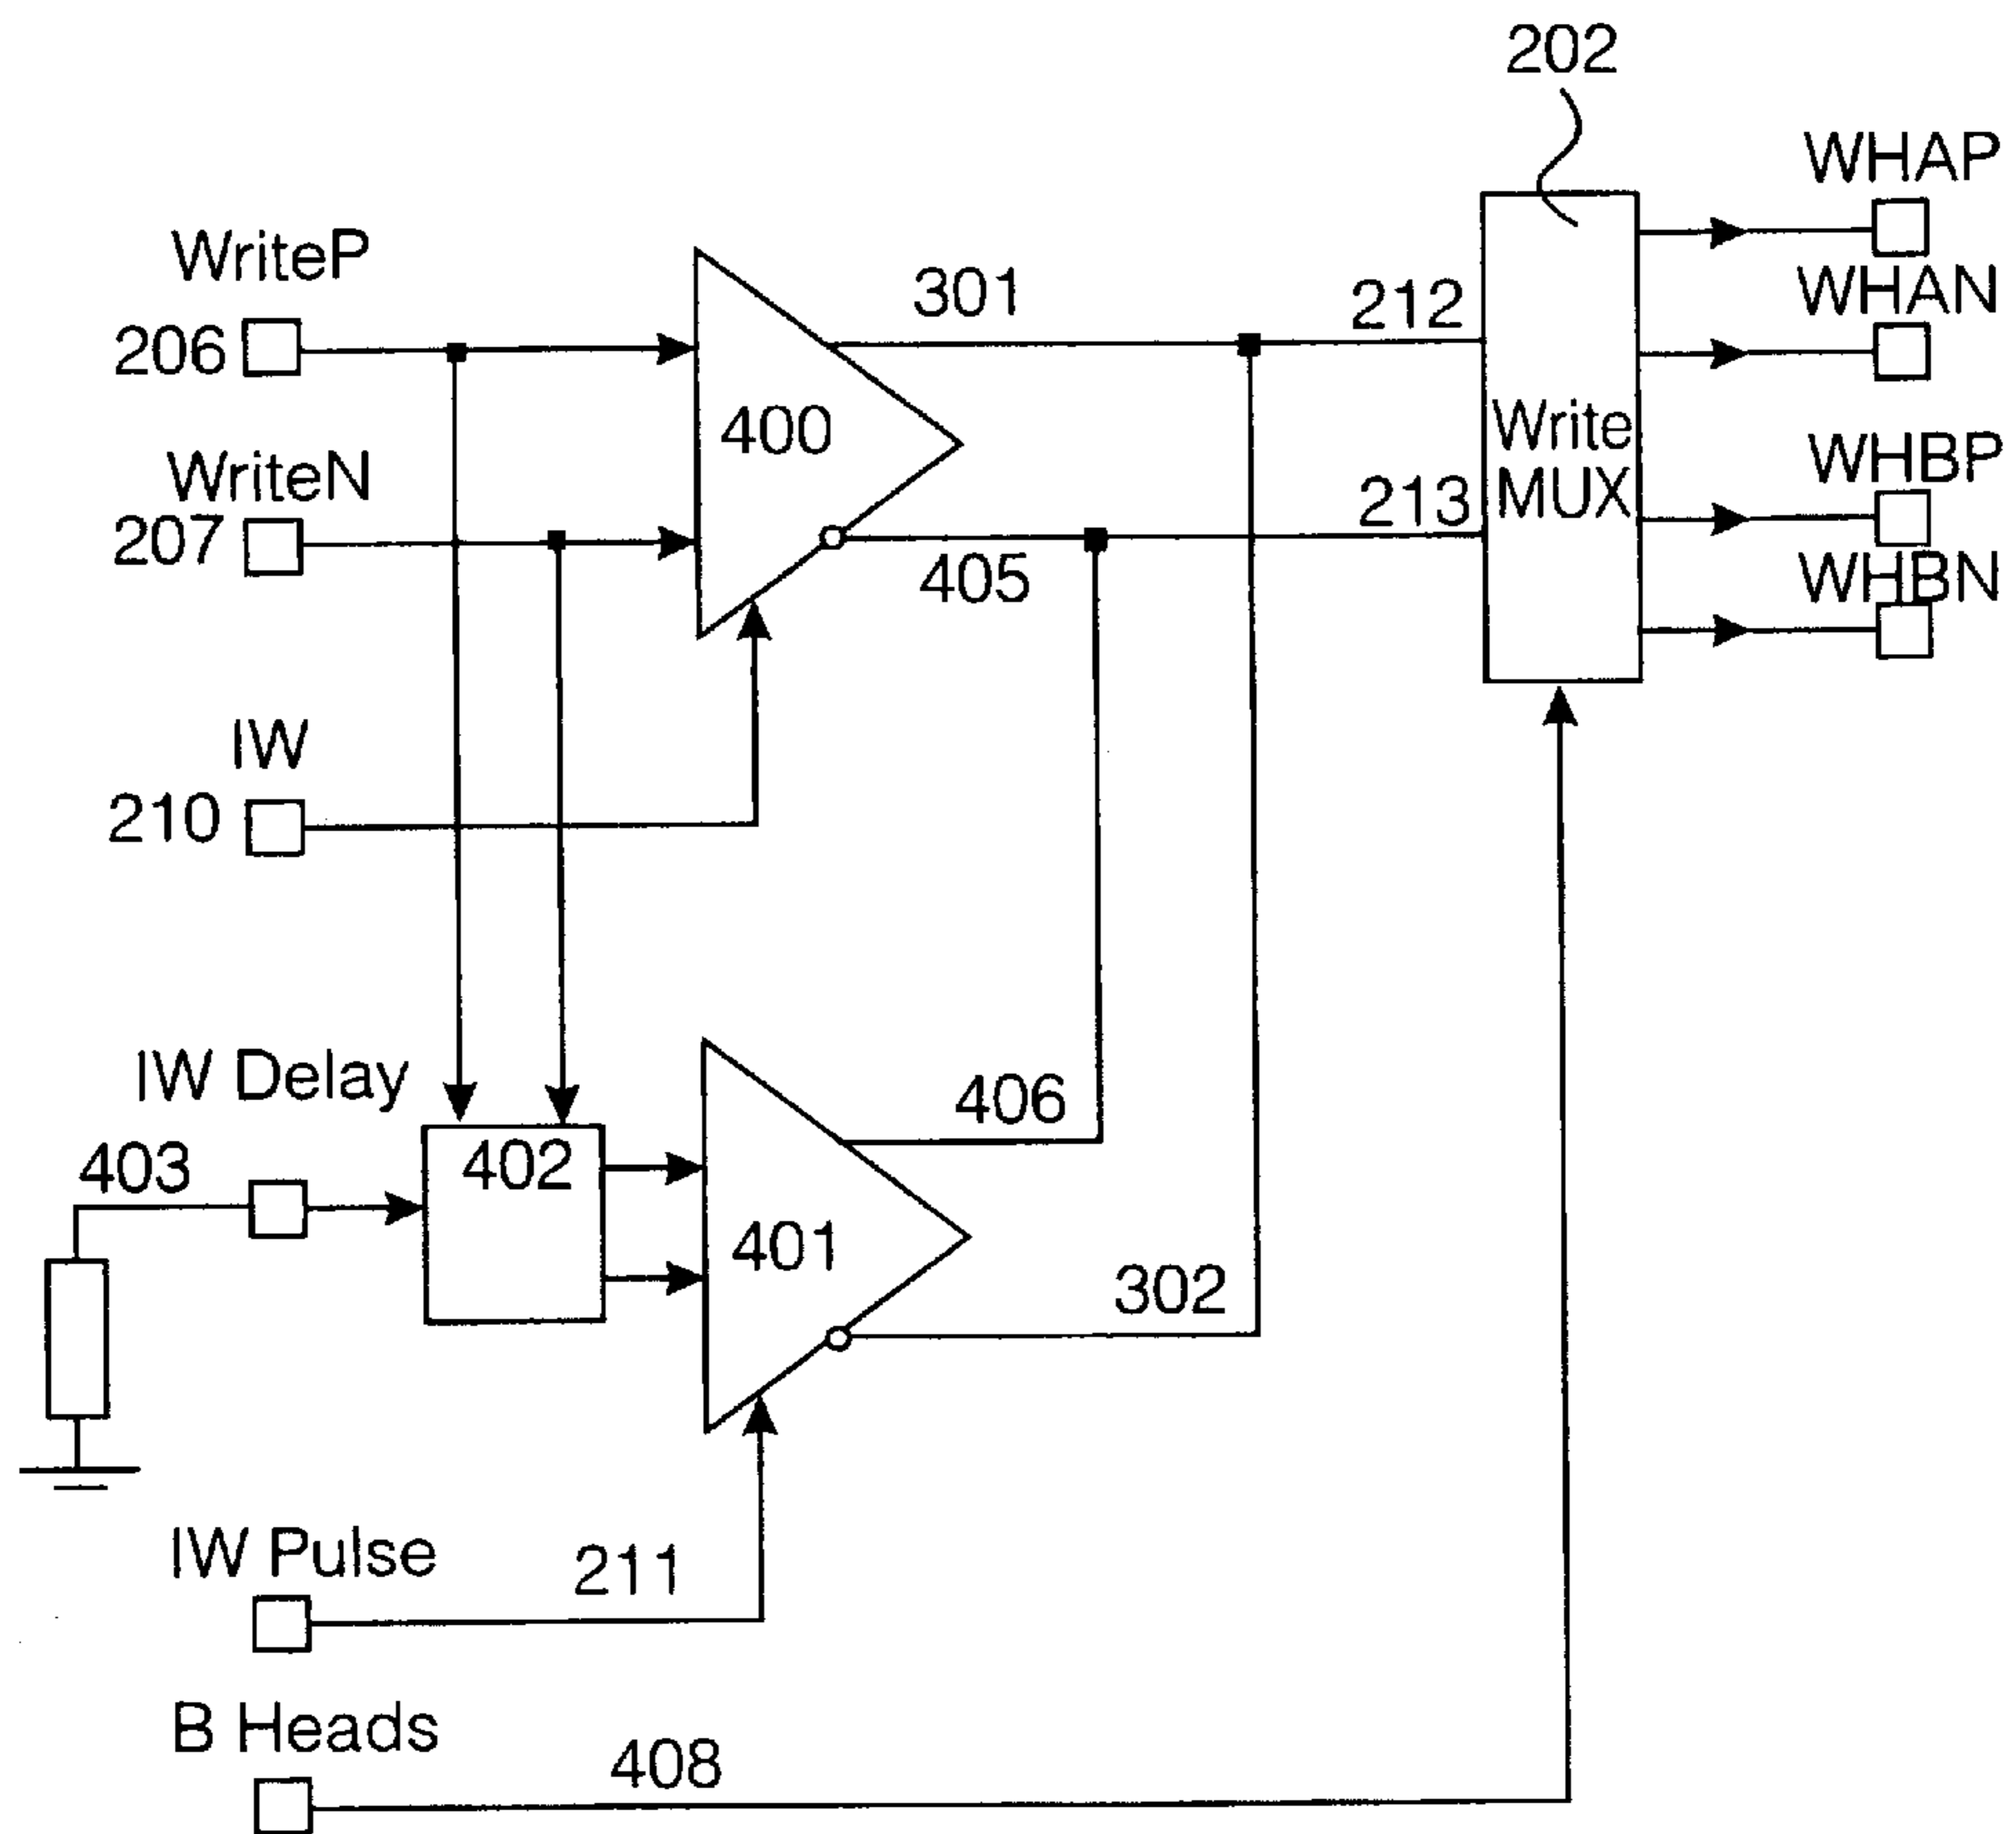 202
WHAP
WriteP
301
212
WHAN
206
400
Write
MUX
WHBP
WriteN
213
207
405
WHBN
IW
210
IW Delay
406
403
402
401
302
IW Pulse
211
B Heads
408